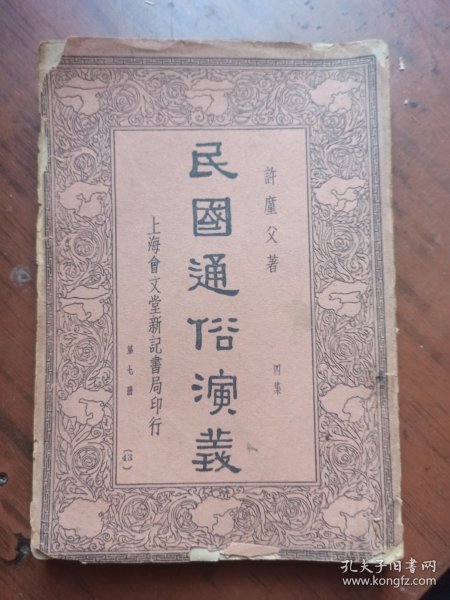 許廑父著
四集
民國通俗演義
上海會文堂新記書局印行
第七冊
(43)
孔夫子旧书网
www.kongfz.com